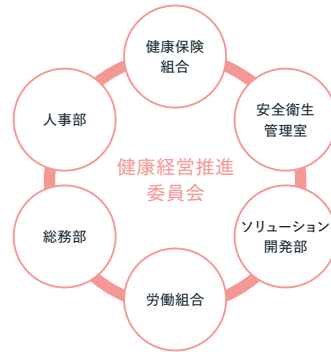 健康保険
組合
人事部
安全衛生
管理室
健康経営推進
委員会
総務部
ソリューション
開発部
労働組合